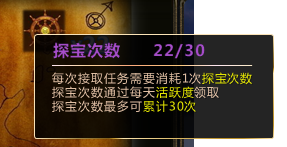 探宝次数 22/30
每次接取任务需要消耗1次探宝次数
探宝次数通过每天活跃度领取
探宝次数最多可累计30次